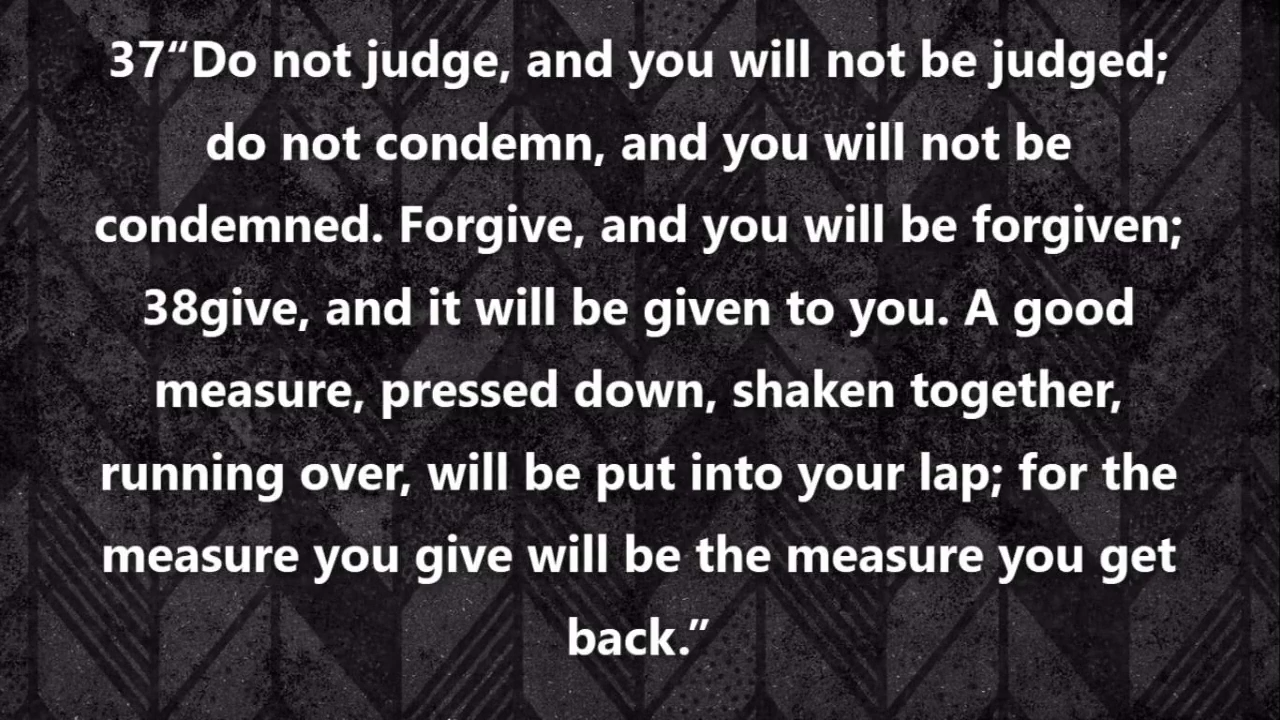 37“Do not judge, and you will not be judged;
do not condemn, and you will not be
condemned. Forgive, and you will be forgiven;
38give, and it will be given to you. A good
measure, pressed down, shaken together,
running over, will be put into your lap; for the
measure you give will be the measure you get
back.”